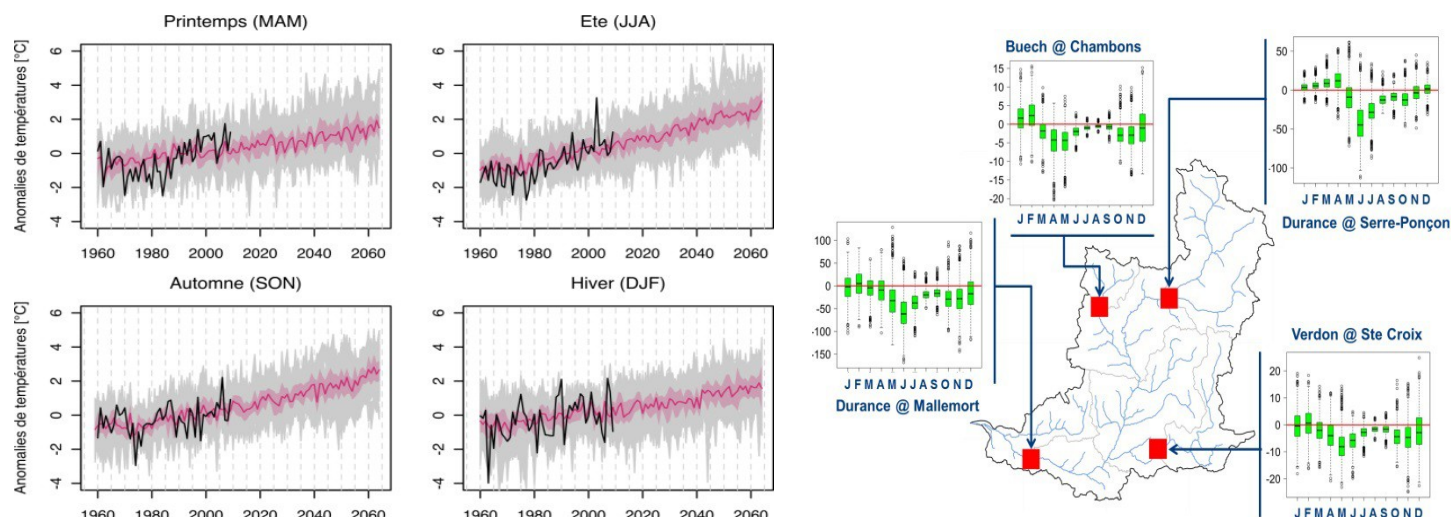 Printemps (MAM)
Anomalies de températures [°C]
6
4
2
0
-2
-4
1960 1980 2000 2020 2040 2060
Ete (JJA)
6
4
2
0
-2
-4
1960 1980 2000 2020 2040 2060
Automne (SON)
Anomalies de températures [°C]
6
4
2
0
-2
-4
1960 1980 2000 2020 2040 2060
Hiver (DJF)
6
4
2
0
-2
-4
1960 1980 2000 2020 2040 2060
Buech @ Chambons
15
10
5
0
-5
-10
-15
-20
J F M A M J J A S O N D
50
0
-50
-100
J F M A M J J A S O N D
Durance @ Serre-Ponçon
100
50
0
-50
-100
-150
J F M A M J J A S O N D
Durance @ Mallemort
Verdon @ Ste Croix
20
10
0
-10
-20
J F M A M J J A S O N D